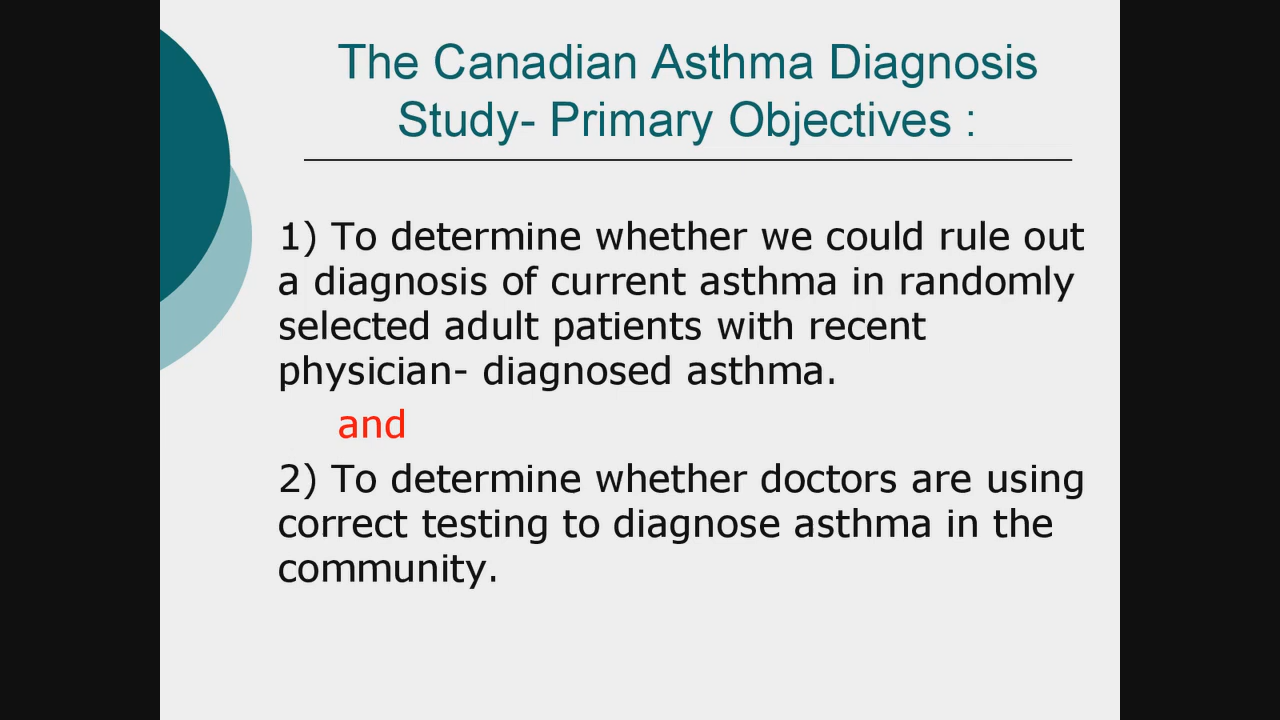 The Canadian Asthma Diagnosis
Study- Primary Objectives :
1) To determine whether we could rule out
a diagnosis of current asthma in randomly
selected adult patients with recent
physician- diagnosed asthma.
and
2) To determine whether doctors are using
correct testing to diagnose asthma in the
community.